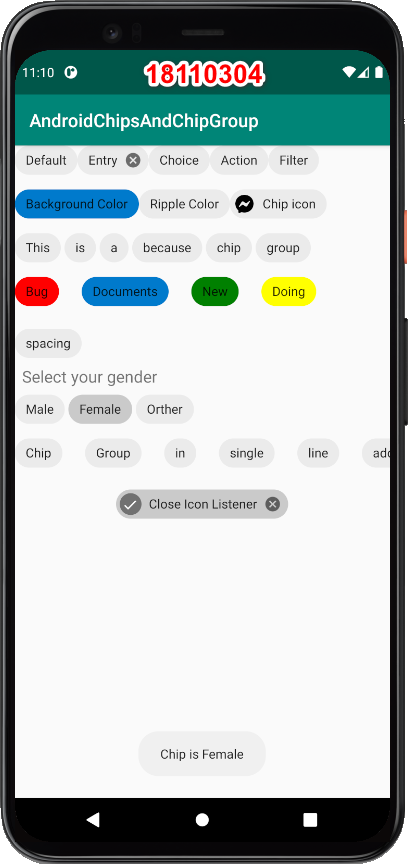 11:10 18110304
AndroidChipsAndChipGroup
Default Entry Choice Action Filter
Background Color Ripple Color Chip icon
This is a because chip group
Bug Documents New Doing
spacing
Select your gender
Male Female Orther
Chip Group in single line
Close Icon Listener
Chip is Female